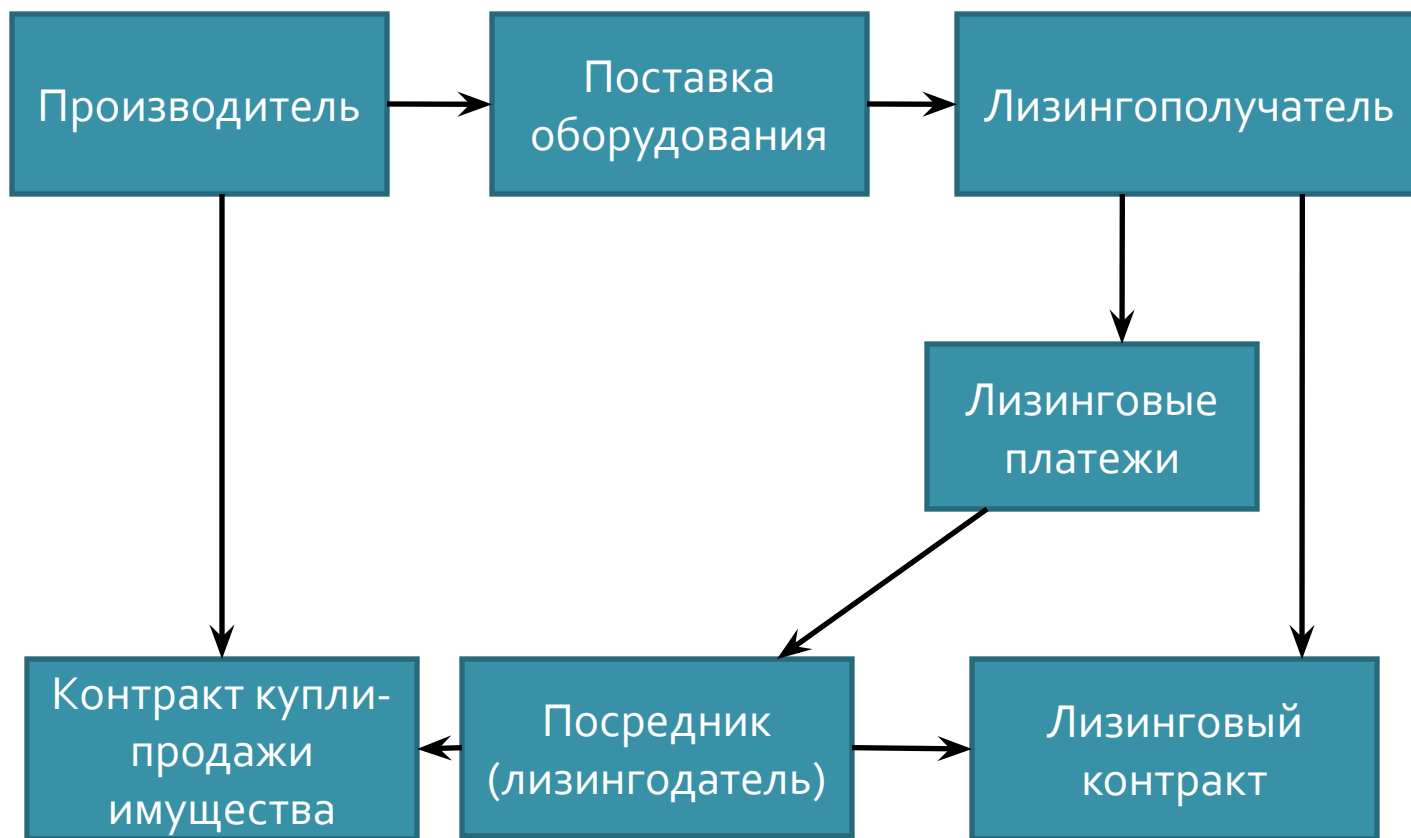 Производитель
Поставка
оборудования
Лизингополучатель
Лизинговые
платежи
Контракт купли-
продажи
имущества
Посредник
(лизингодатель)
Лизинговый
контракт